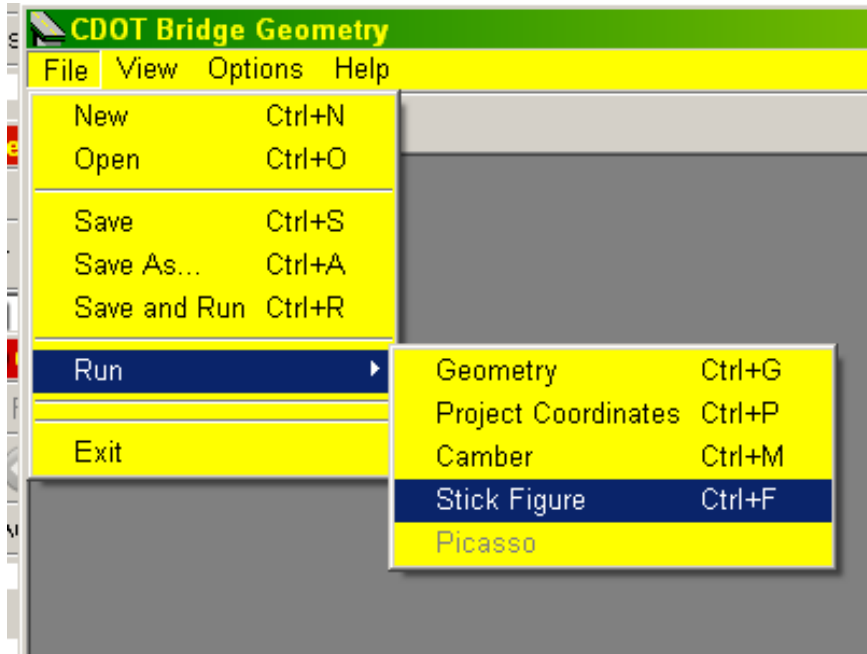 CDOT Bridge Geometry
File View Options Help
New Ctrl+N
Open Ctrl+O
Save Ctrl+S
Save As... Ctrl+A
Save and Run Ctrl+R
Run
Exit
Geometry Ctrl+G
Project Coordinates Ctrl+P
Camber Ctrl+M
Stick Figure Ctrl+F
Picasso